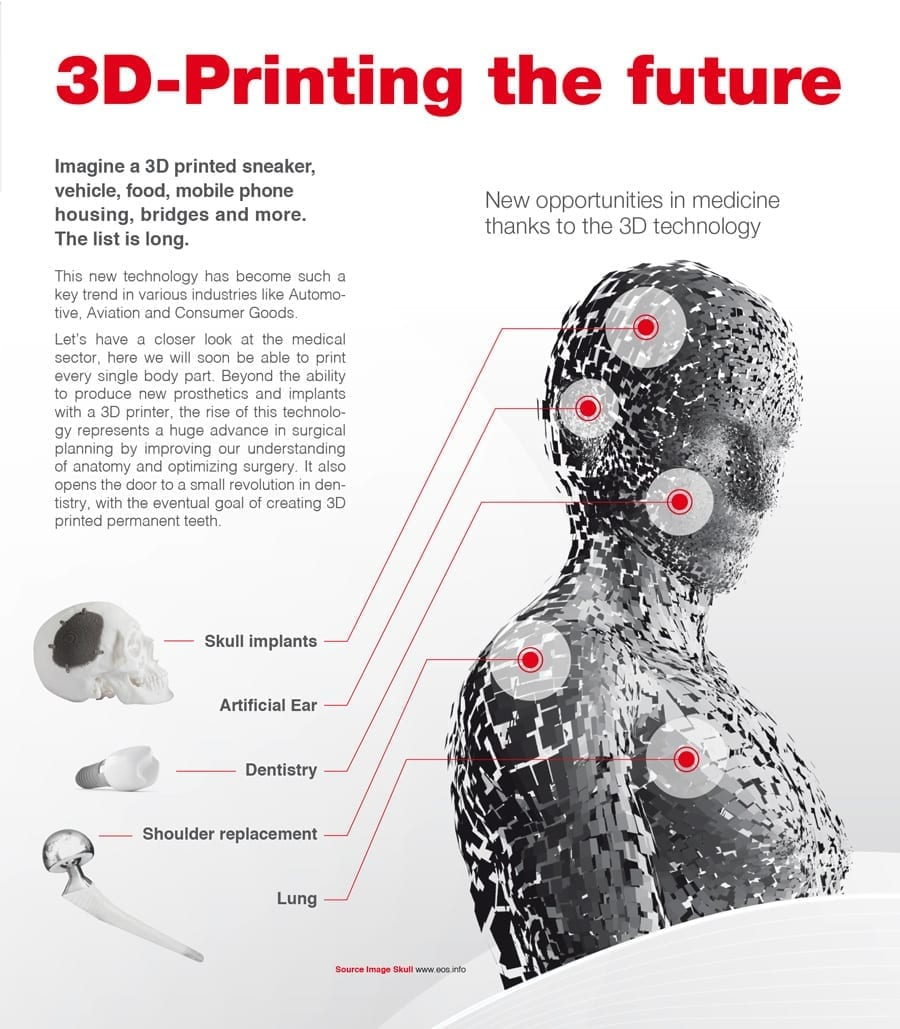 3D-Printing the future
Imagine a 3D printed sneaker,
vehicle, food, mobile phone
housing, bridges and more.
The list is long.
This new technology has become such a
key trend in various industries like Automo-
tive, Aviation and Consumer Goods.
Let's have a closer look at the medical
sector, here we will soon be able to print
every single body part. Beyond the ability
to produce new prosthetics and implants
with a 3D printer, the rise of this technolo-
gy represents a huge advance in surgical
planning by improving our understanding
of anatomy and optimizing surgery. It also
opens the door to a small revolution in den-
tistry, with the eventual goal of creating 3D
printed permanent teeth.
New opportunities in medicine
thanks to the 3D technology
Skull implants
Artificial Ear
Dentistry
Shoulder replacement
Lung
Source Image Skull www.eos.info